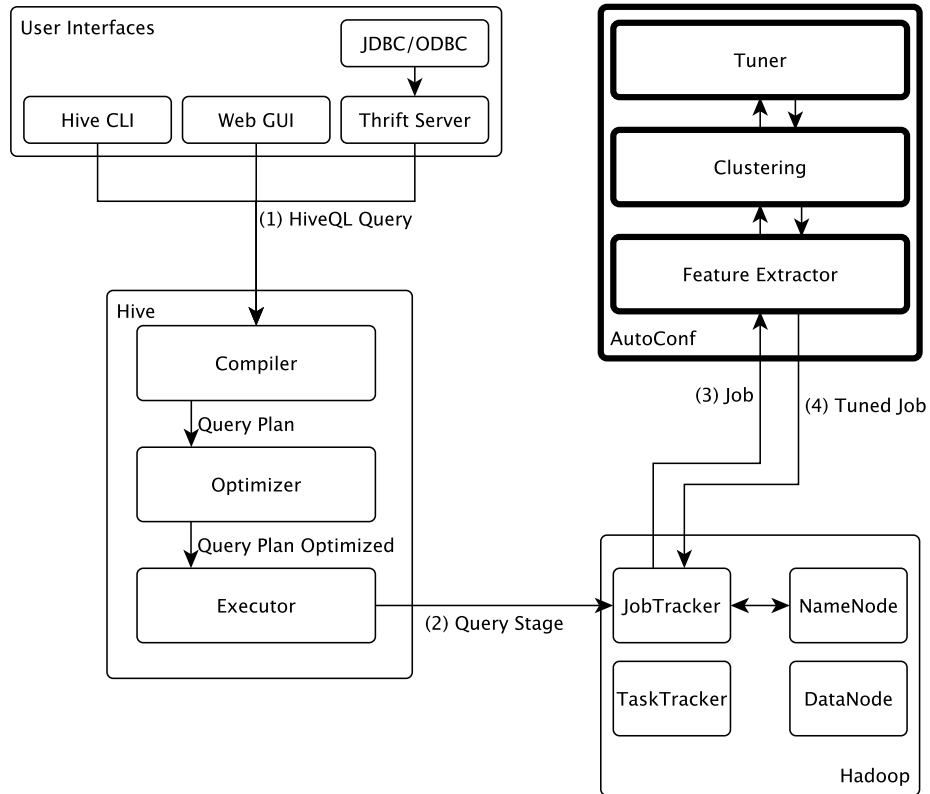 User Interfaces
JDBC/ODBC
Hive CLI
Web GUI
Thrift Server
(1) HiveQL Query
Hive
Compiler
Query Plan
Optimizer
Query Plan Optimized
Executor
(2) Query Stage
Tuner
Clustering
Feature Extractor
AutoConf
(3) Job
(4) Tuned Job
JobTracker
NameNode
TaskTracker
DataNode
Hadoop